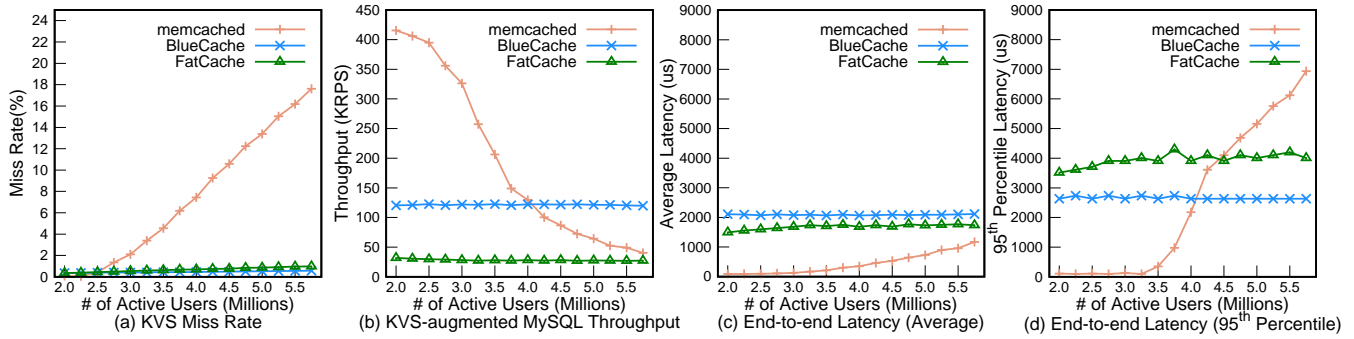 24
22
20
18
16
14
12
10
8
6
4
2
0
Miss Rate(%)
memcached
BlueCache
FatCache
2.0 2.5 3.0 3.5 4.0 4.5 5.0 5.5
# of Active Users (Millions)
(a) KVS Miss Rate
450
400
350
300
250
200
150
100
50
0
Throughput (KRPS)
memcached
BlueCache
FatCache
2.0 2.5 3.0 3.5 4.0 4.5 5.0 5.5
# of Active Users (Millions)
(b) KVS-augmented MySQL Throughput
9000
8000
7000
6000
5000
4000
3000
2000
1000
0
Average Latency (us)
memcached
BlueCache
FatCache
2.0 2.5 3.0 3.5 4.0 4.5 5.0 5.5
# of Active Users (Millions)
(c) End-to-end Latency (Average)
9000
8000
7000
6000
5000
4000
3000
2000
1000
0
95th Percentile Latency (us)
memcached
BlueCache
FatCache
2.0 2.5 3.0 3.5 4.0 4.5 5.0 5.5
# of Active Users (Millions)
(d) End-to-end Latency (95th Percentile)